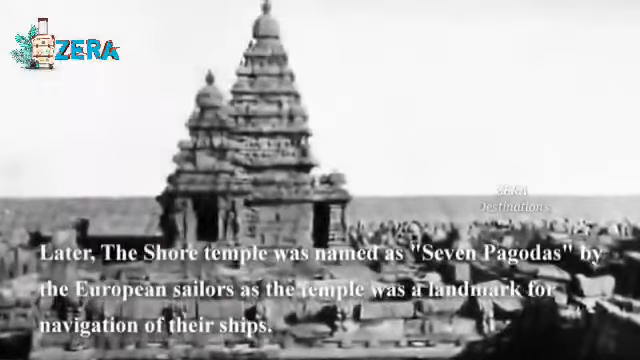 ZERA
ZERA
Destinations
Later, The Shore temple was named as "Seven Pagodas" by
the European sailors as the temple was a landmark for
navigation of their ships.